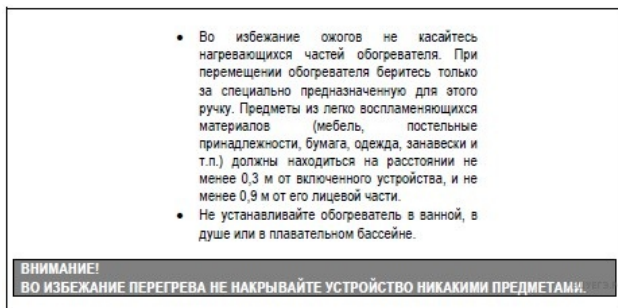 • Во избежание ожогов не касайтесь
нагревающихся частей обогревателя. При
перемещении обогревателя беритесь только
за специально предназначенную для этого
ручку. Предметы из легко воспламеняющихся
материалов (мебель, постельные
принадлежности, бумага, одежда, занавески и
т.п.) должны находиться на расстоянии не
менее 0,3 м от включенного устройства, и не
менее 0,9 м от его лицевой части.
• Не устанавливайте обогреватель в ванной, в
душе или в плавательном бассейне.
ВНИМАНИЕ!
ВО ИЗБЕЖАНИЕ ПЕРЕГРЕВА НЕ НАКРЫВАЙТЕ УСТРОЙСТВО НИКАКИМИ ПРЕДМЕТАМИ.